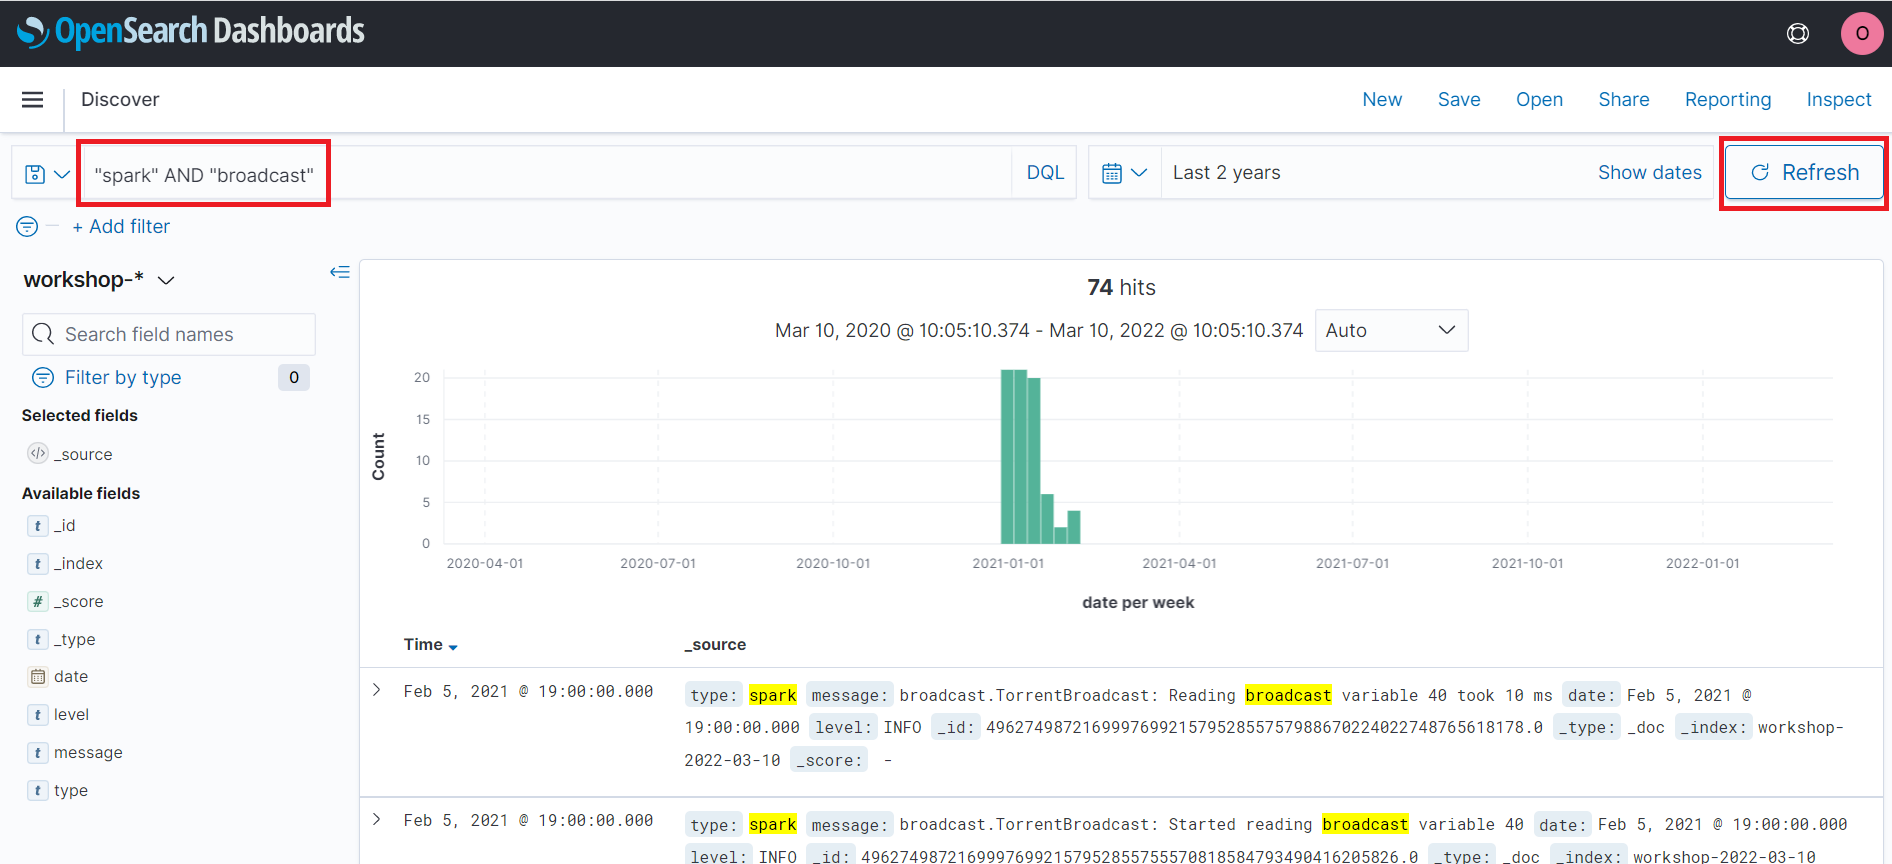 OpenSearch Dashboards
O
Discover
New Save Open Share Reporting Inspect
"spark" AND "broadcast"
DQL
Last 2 years
Show dates
Refresh
+ Add filter
workshop-*
Search field names
Filter by type
0
Selected fields
_source
Available fields
_id
_index
_score
_type
date
level
message
type
74 hits
Mar 10, 2020 @ 10:05:10.374 - Mar 10, 2022 @ 10:05:10.374
Auto
Count
20
15
10
5
0
2020-04-01 2020-07-01 2020-10-01 2021-01-01 2021-04-01 2021-07-01 2021-10-01 2022-01-01
date per week
Time _source
Feb 5, 2021 @ 19:00:00.000 type: spark message: broadcast.TorrentBroadcast: Reading broadcast variable 40 took 10 ms date: Feb 5, 2021 @
19:00:00.000 level: INFO _id: 49627498721699976992157952855757988670224022748765618178.0 _type: _doc _index: workshop-
2022-03-10 _score: -
Feb 5, 2021 @ 19:00:00.000 type: spark message: broadcast.TorrentBroadcast: Started reading broadcast variable 40 date: Feb 5, 2021 @ 19:00:00.000
level: INFO _id: 49627498721699976992157952855755570818584793490416205826.0 _type: _doc _index: workshop-2022-03-10